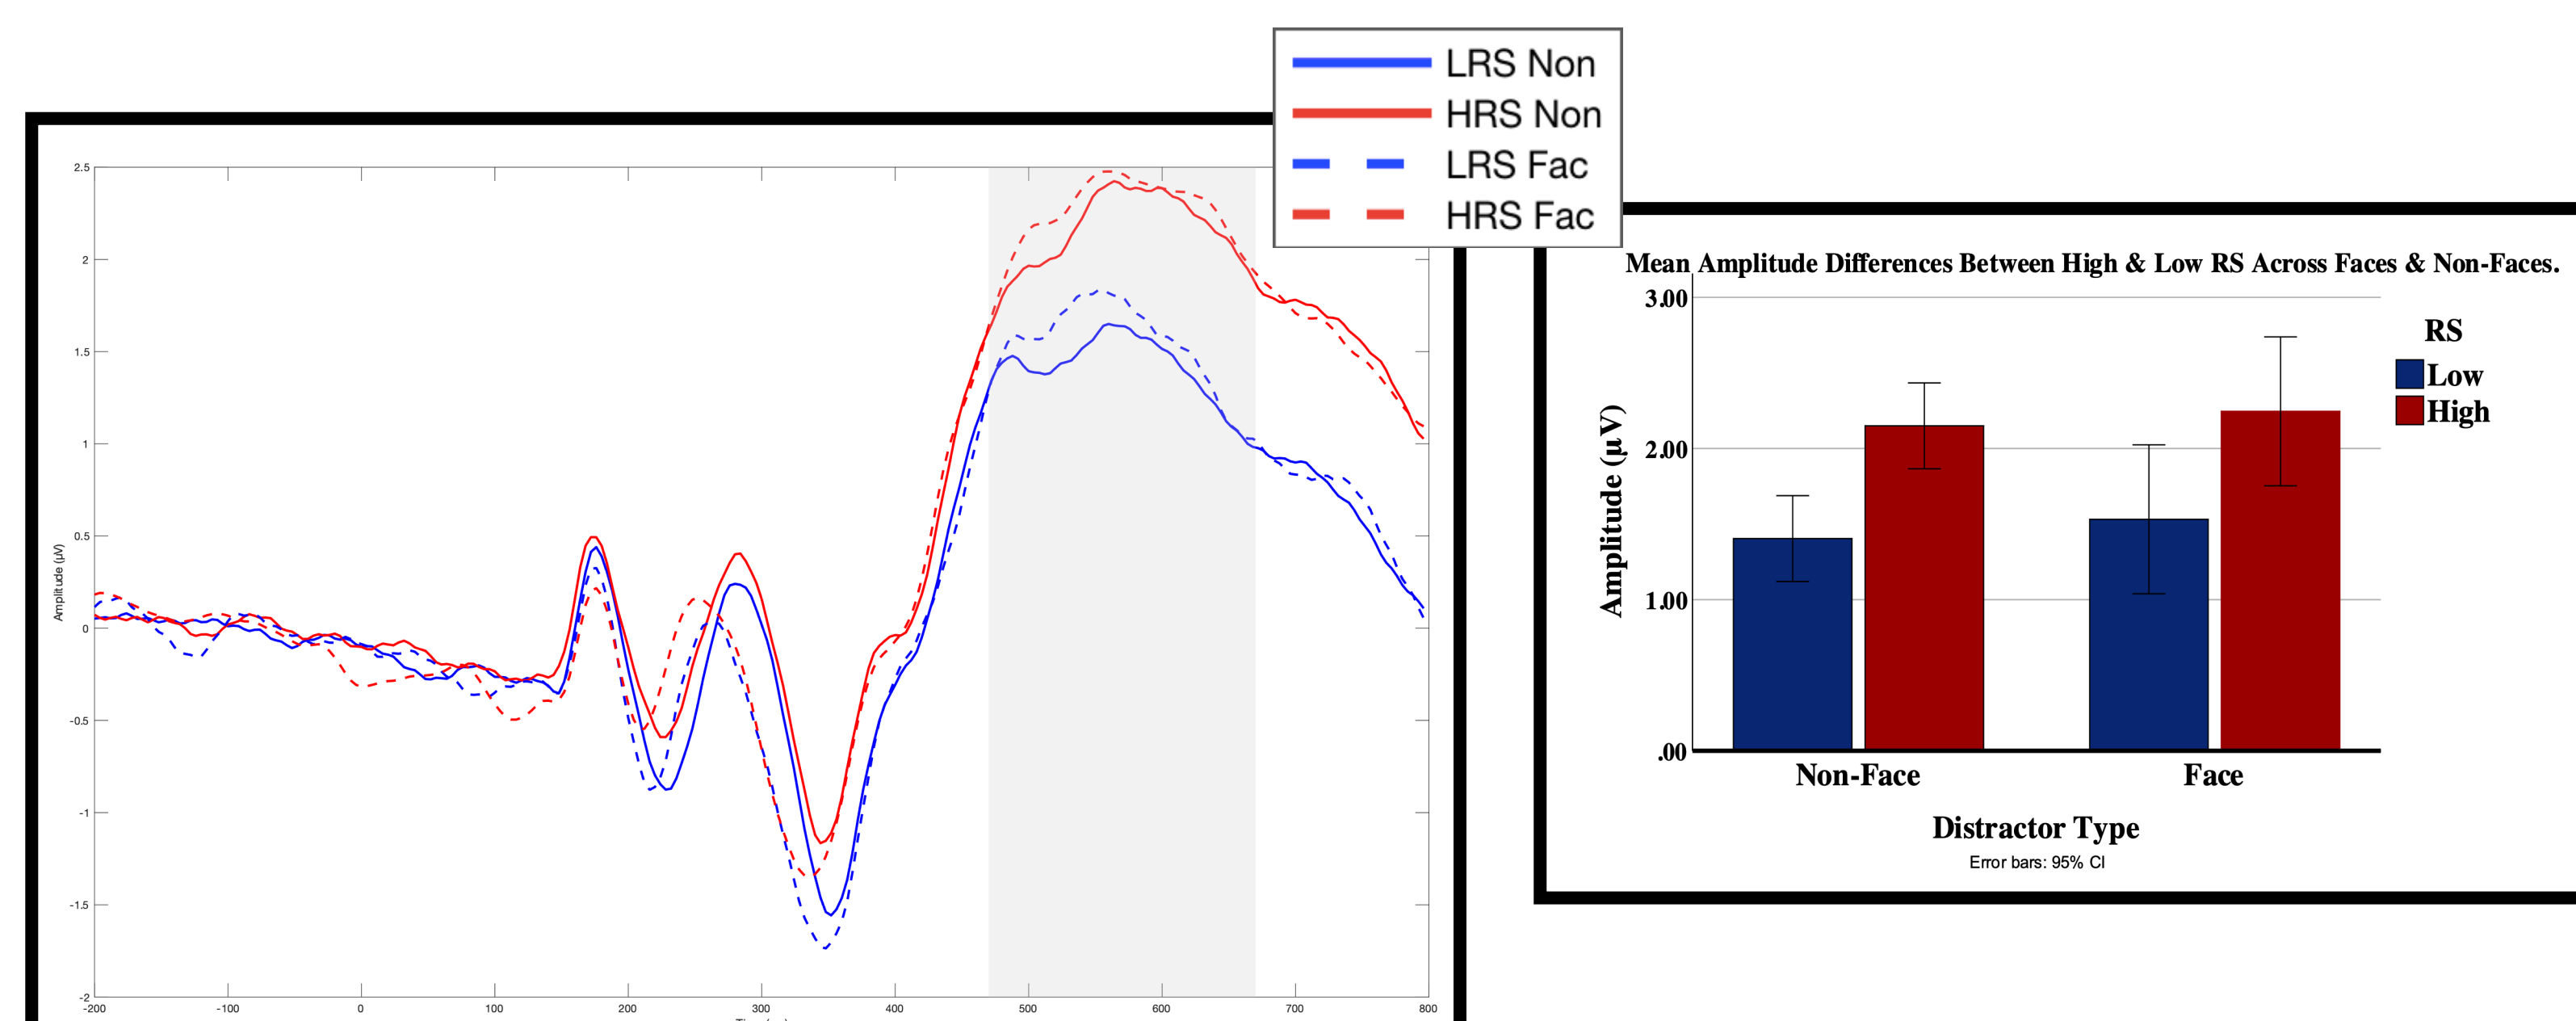 LRS Non
HRS Non
LRS Fac
HRS Fac
2.5
2
1.5
1
0.5
0
-0.5
-1
-1.5
-2
Amplitude (μV)
-200 -100 0 100 200 300 400 500 600 700 800
Mean Amplitude Differences Between High & Low RS Across Faces & Non-Faces.
3.00
2.00
1.00
.00
Amplitude (μV)
RS
Low
High
Non-Face Face
Distractor Type
Error bars: 95% CI